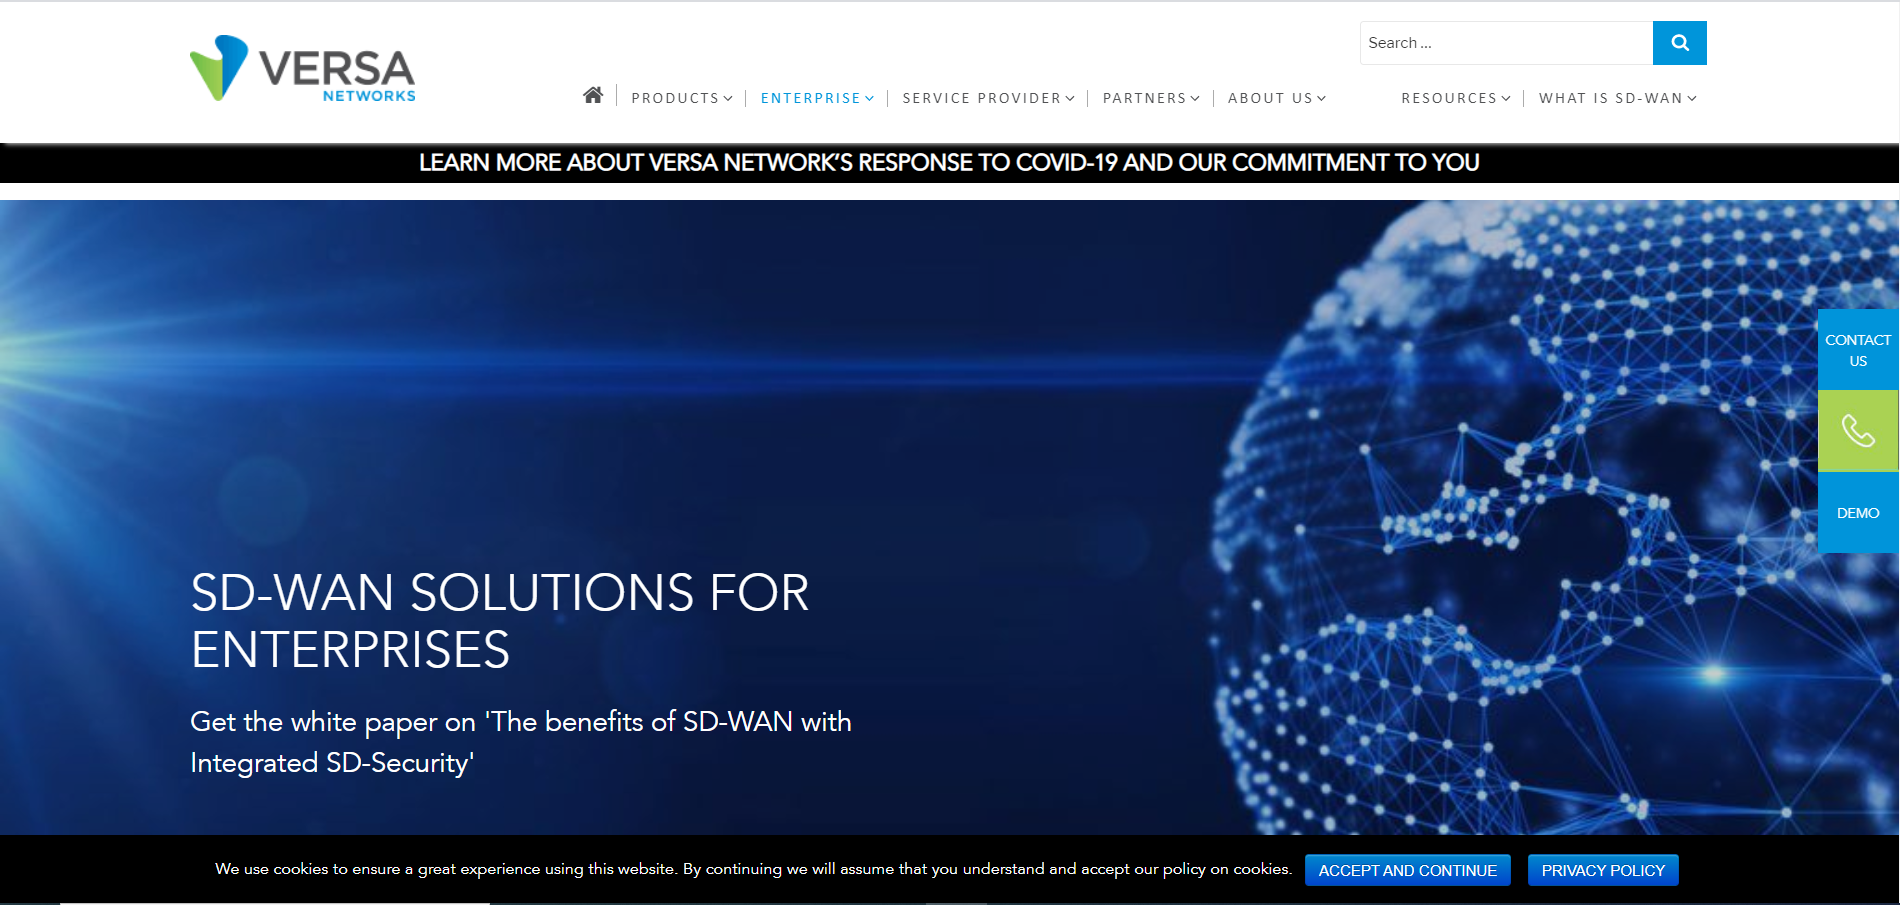 Search ...
VERSA
NETWORKS
PRODUCTS
ENTERPRISE
SERVICE PROVIDER
PARTNERS
ABOUT US
RESOURCES
WHAT IS SD-WAN
LEARN MORE ABOUT VERSA NETWORK’S RESPONSE TO COVID-19 AND OUR COMMITMENT TO YOU
CONTACT
US
DEMO
SD-WAN SOLUTIONS FOR
ENTERPRISES
Get the white paper on 'The benefits of SD-WAN with
Integrated SD-Security'
We use cookies to ensure a great experience using this website. By continuing we will assume that you understand and accept our policy on cookies.
ACCEPT AND CONTINUE
PRIVACY POLICY